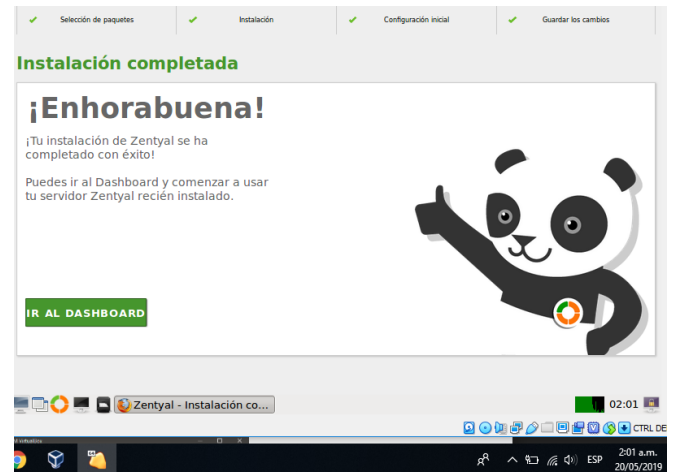 Selección de paquetes
Instalación
Configuración inicial
Guardar los cambios
Instalación completada
¡Enhorabuena!
¡Tu instalación de Zentyal se ha
completado con éxito!
Puedes ir al Dashboard y comenzar a usar
tu servidor Zentyal recién instalado.
IR AL DASHBOARD
Zentyal - Instalación co...
02:01
CTRL DE
ESP
2:01 a.m.
20/05/2019